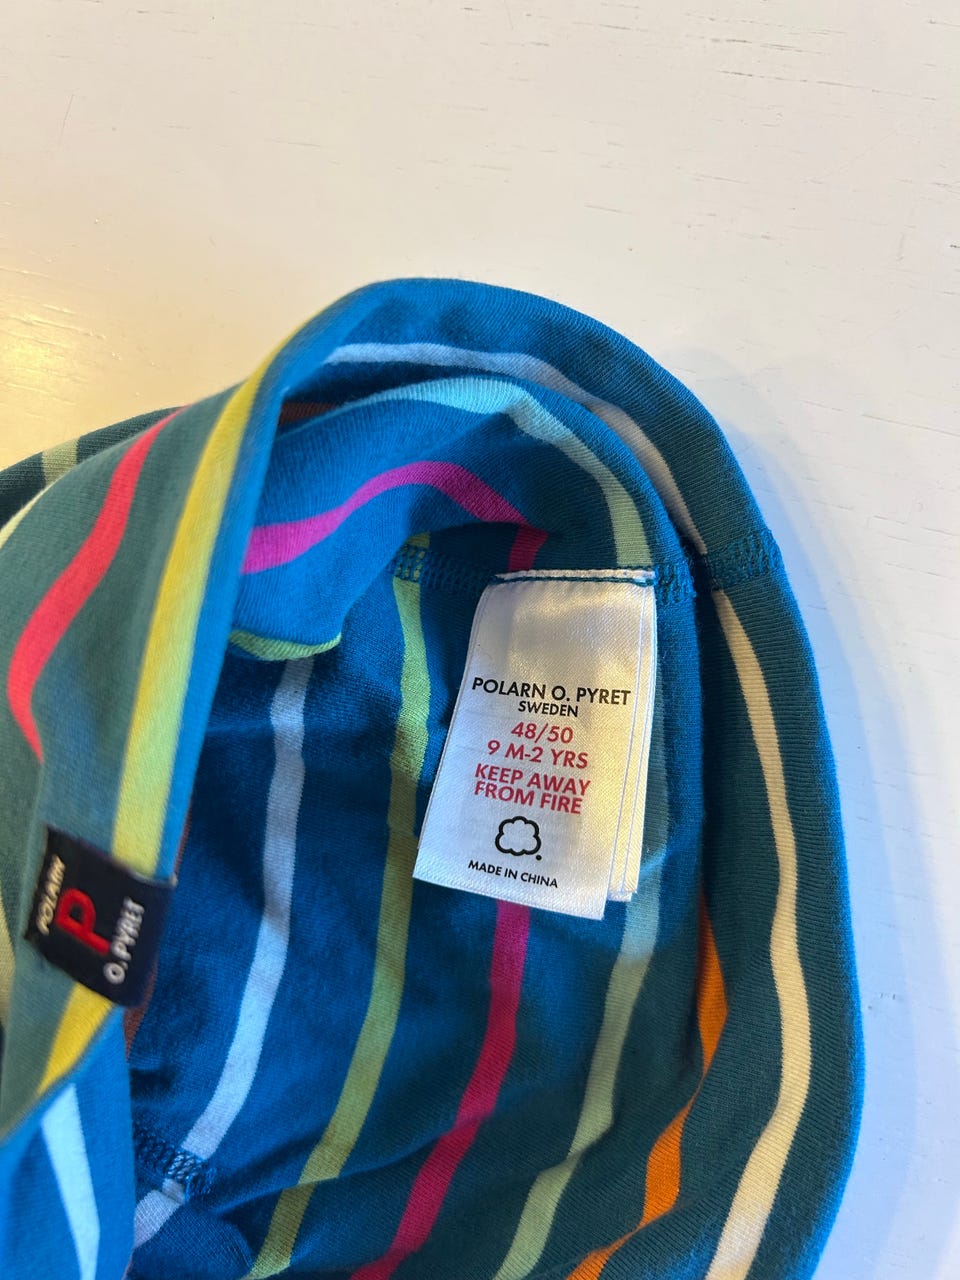 POLARN O. PYRET
SWEDEN
48/50
9 M-2 YRS
KEEP AWAY
FROM FIRE
MADE IN CHINA
POLARN
P
O. PYRET